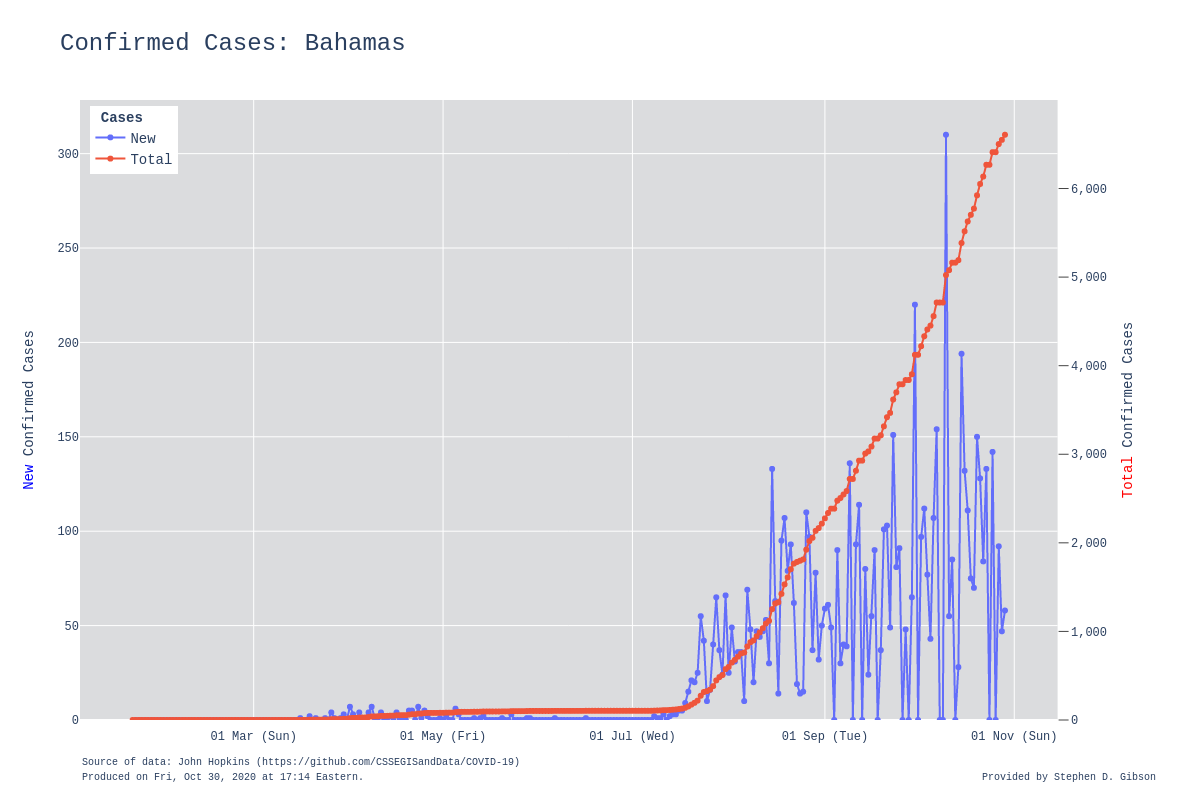 Confirmed Cases: Bahamas
Cases
New
Total
300
250
200
150
100
50
0
6,000
5,000
4,000
3,000
2,000
1,000
0
New Confirmed Cases
Total Confirmed Cases
01 Mar (Sun)
01 May (Fri)
01 Jul (Wed)
01 Sep (Tue)
01 Nov (Sun)
Source of data: John Hopkins (https://github.com/CSSEGISandData/COVID-19)
Produced on Fri, Oct 30, 2020 at 17:14 Eastern.
Provided by Stephen D. Gibson